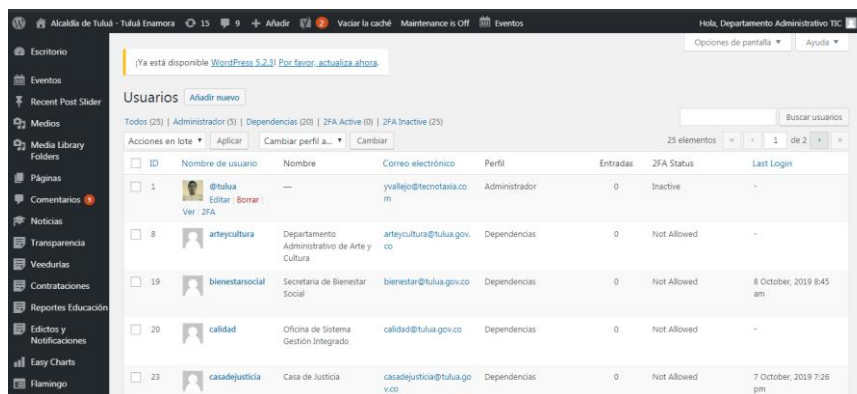 Alcaldía de Tuluá - Tuluá Enamora 15 9 + Añadir 2 Vaciar la caché Maintenance is Off Eventos Hola, Departamento Administrativo TIC
Opciones de pantalla ▼ Ayuda ▼
Escritorio
Eventos
Recent Post Slider
Medios
Media Library
Folders
Páginas
Comentarios 9
Noticias
Transparencia
Veedurías
Contrataciones
Reportes Educación
Edictos y
Notificaciones
Easy Charts
Flamingo
¡Ya está disponible WordPress 5.2.3! Por favor, actualiza ahora.
Usuarios Añadir nuevo
Todos (25) | Administrador (5) | Dependencias (20) | 2FA Active (0) | 2FA Inactive (25)
Buscar usuarios
Acciones en lote ▼ Aplicar Cambiar perfil a... ▼ Cambiar
25 elementos « ‹ 1 de 2 › »
ID Nombre de usuario Nombre Correo electrónico Perfil Entradas 2FA Status Last Login
1 @tulua — yvallejo@tecnotaxia.co Administrador 0 Inactive -
Editar | Borrar | m
Ver | 2FA
8 arteycultura Departamento arteycultura@tulua.gov. Dependencias 0 Not Allowed -
Administrativo de Arte y co
Cultura
19 bienestarsocial Secretaria de Bienestar bienestar@tulua.gov.co Dependencias 0 Not Allowed 8 October, 2019 8:45
Social am
20 calidad Oficina de Sistema calidad@tulua.gov.co Dependencias 0 Not Allowed -
Gestión Integrado
23 casadejusticia Casa de Justicia casadejusticia@tulua.go Dependencias 0 Not Allowed 7 October, 2019 7:26
v.co pm